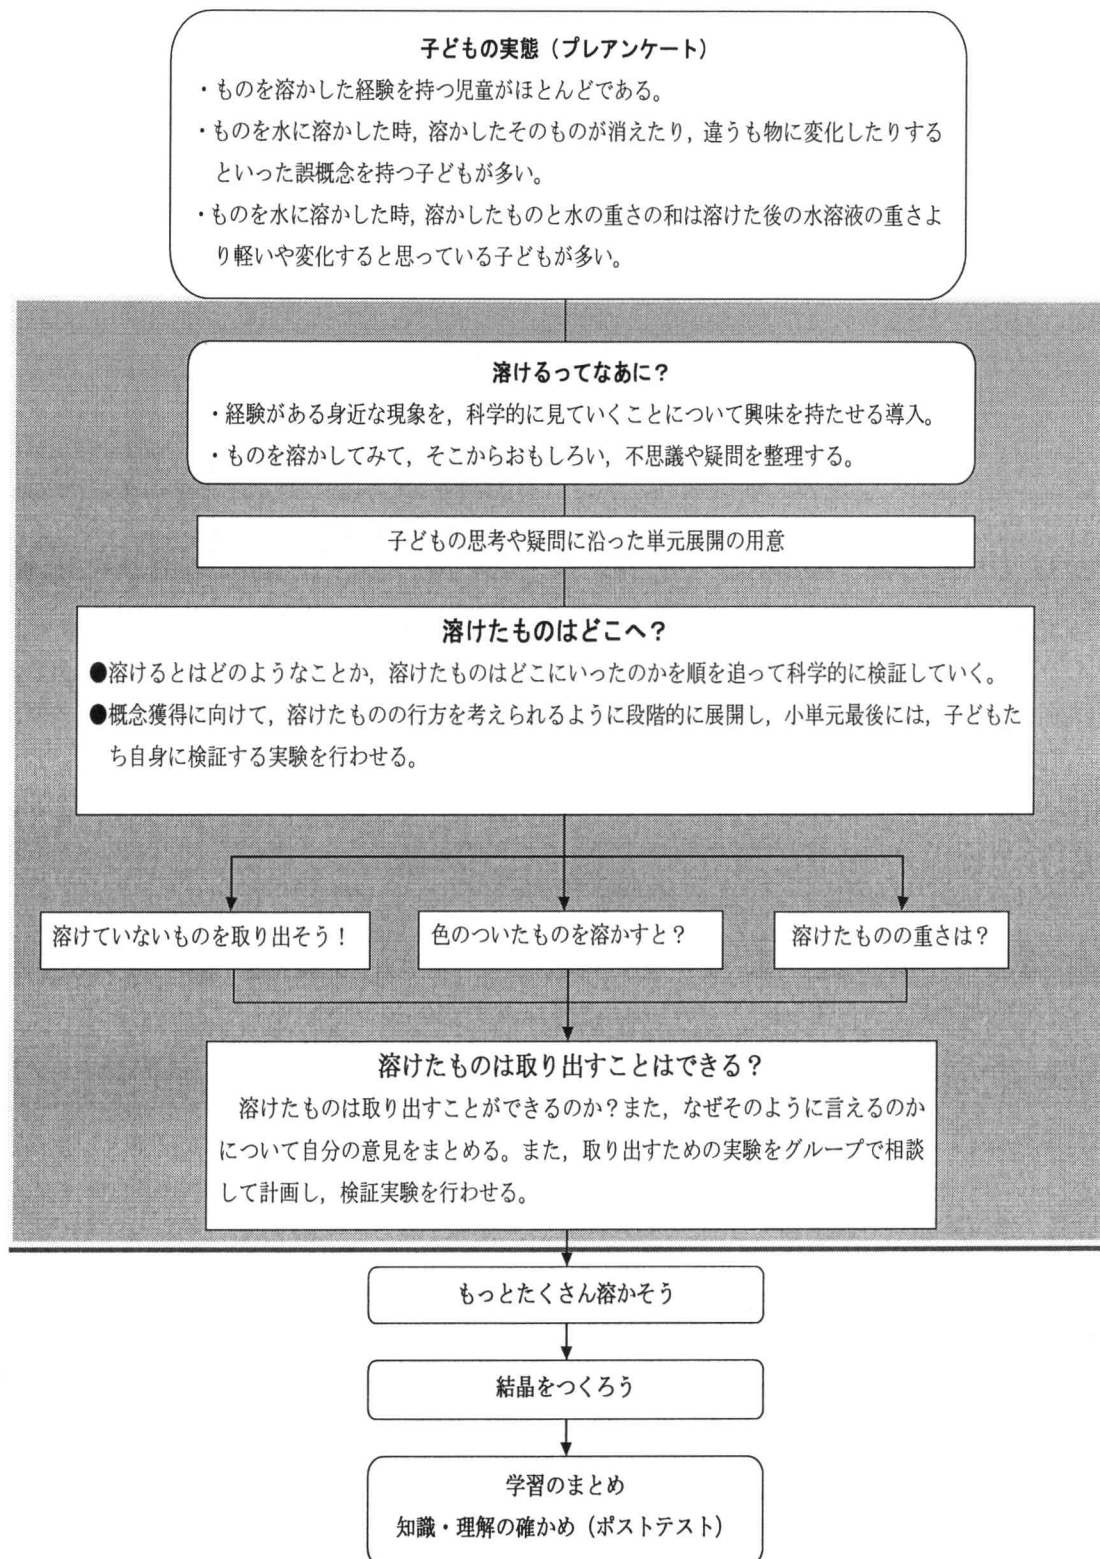 子どもの実態（プレアンケート）
・ものを溶かした経験を持つ児童がほとんどである。
・ものを水に溶かした時，溶かしたそのものが消えたり，違うも物に変化したりする
といった誤概念を持つ子どもが多い。
・ものを水に溶かした時，溶かしたものと水の重さの和は溶けた後の水溶液の重さよ
り軽いや変化すると思っている子どもが多い。
溶けるってなあに？
・経験がある身近な現象を，科学的に見ていくことについて興味を持たせる導入。
・ものを溶かしてみて，そこからおもしろい，不思議や疑問を整理する。
子どもの思考や疑問に沿った単元展開の用意
溶けたものはどこへ？
●溶けるとはどのようなことか，溶けたものはどこにいったのかを順を追って科学的に検証していく。
●概念獲得に向けて，溶けたものの行方を考えられるように段階的に展開し，小単元最後には，子どもた
ち自身に検証する実験を行わせる。
溶けていないものを取り出そう！
色のついたものを溶かすと？
溶けたものの重さは？
溶けたものは取り出すことはできる？
溶けたものは取り出すことができるのか？また，なぜそのように言えるのか
について自分の意見をまとめる。また，取り出すための実験をグループで相談
して計画し，検証実験を行わせる。
もっとたくさん溶かそう
結晶をつくろう
学習のまとめ
知識・理解の確かめ（ポストテスト）